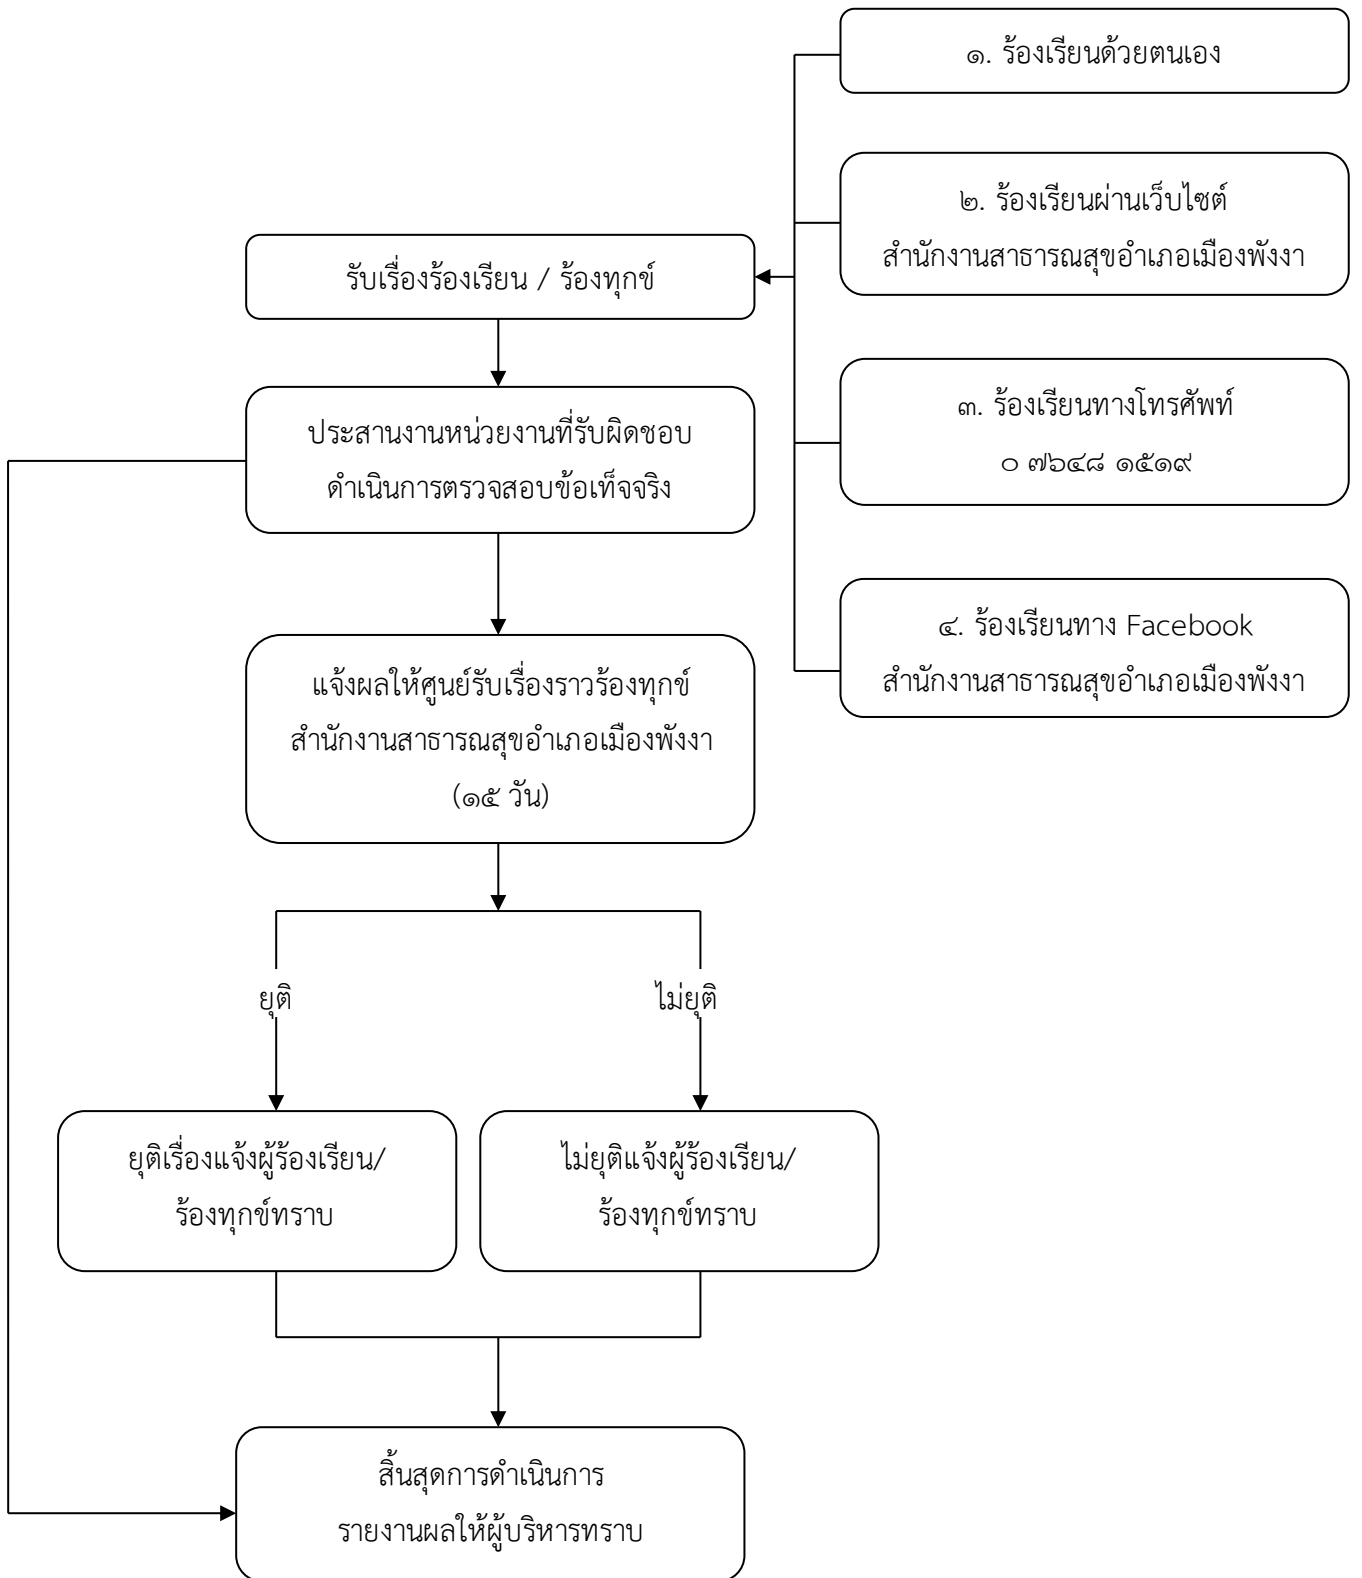 ๑. ร้องเรียนด้วยตนเอง
๒. ร้องเรียนผ่านเว็บไซต์
สำนักงานสาธารณสุขอำเภอเมืองพังงา
๓. ร้องเรียนทางโทรศัพท์
๐ ๗๖๔๘ ๑๕๑๙
๔. ร้องเรียนทาง Facebook
สำนักงานสาธารณสุขอำเภอเมืองพังงา
รับเรื่องร้องเรียน / ร้องทุกข์
ประสานงานหน่วยงานที่รับผิดชอบ
ดำเนินการตรวจสอบข้อเท็จจริง
แจ้งผลให้ศูนย์รับเรื่องราวร้องทุกข์
สำนักงานสาธารณสุขอำเภอเมืองพังงา
(๑๕ วัน)
ยุติ
ไม่ยุติ
ยุติเรื่องแจ้งผู้ร้องเรียน/
ร้องทุกข์ทราบ
ไม่ยุติแจ้งผู้ร้องเรียน/
ร้องทุกข์ทราบ
สิ้นสุดการดำเนินการ
รายงานผลให้ผู้บริหารทราบ